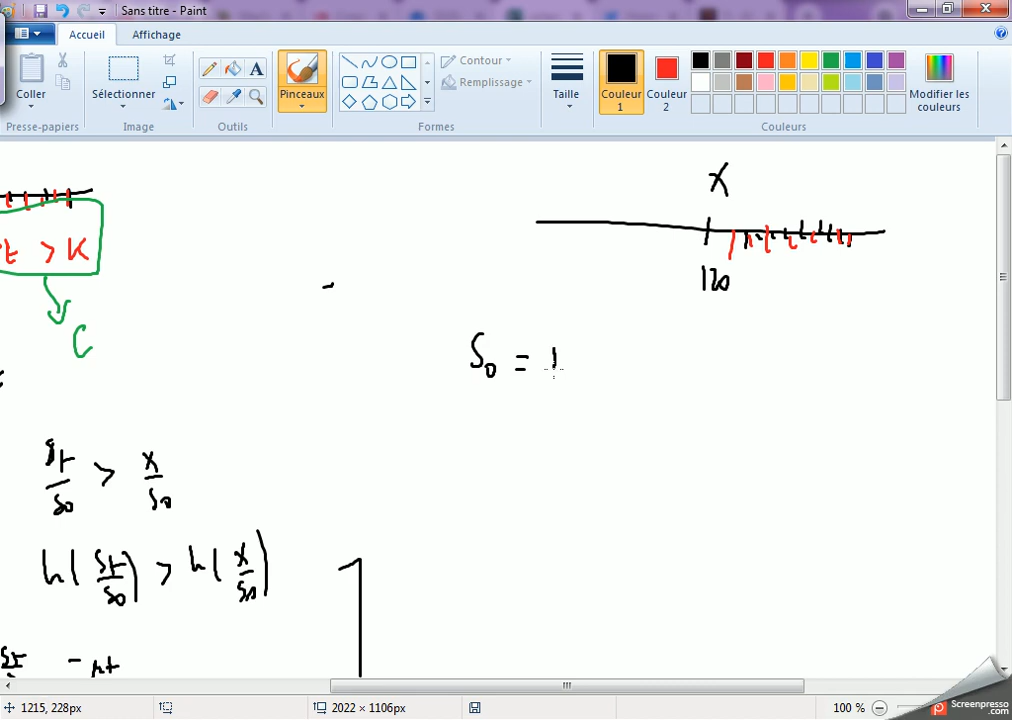 Sans titre - Paint
Accueil Affichage
Coller
Sélectionner
Pinceaux
Contour
Remplissage
Taille
Couleur 1
Couleur 2
Modifier les couleurs
Presse-papiers
Image
Outils
Formes
Couleurs
X
120
t > K
C
S0 = 1
St/S0 > X/S0
ln(St/S0) > ln(X/S0)
- μt
1215, 228px
2022 × 1106px
100 %
Screenpresso.com